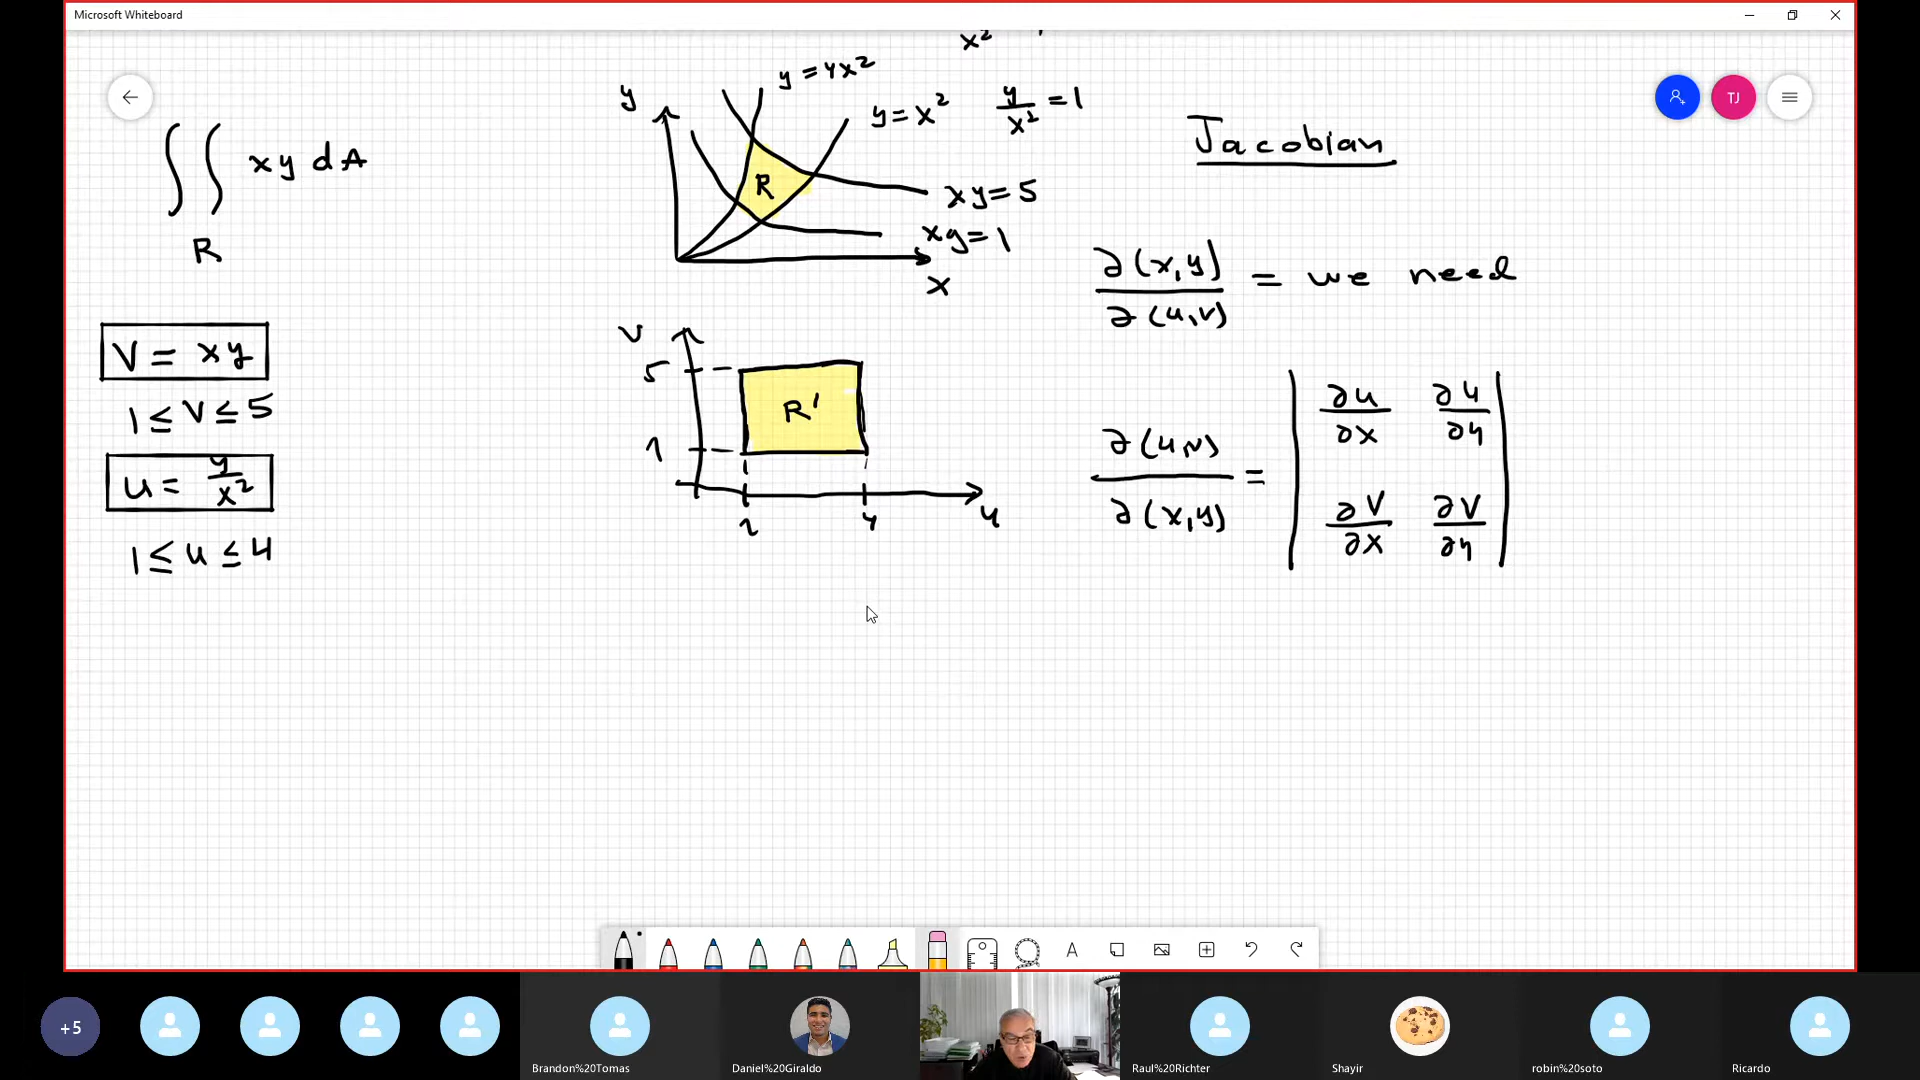 Microsoft Whiteboard
x²
y = 4x²
y = x²
y/x² = 1
y
R
xy = 5
xy = 1
x
∫∫ xy dA
R
V = xy
1 ≤ V ≤ 5
u = y/x²
1 ≤ u ≤ 4
v
5
1
R'
1
4
u
Jacobian
∂(x,y)/∂(u,v) = we need
∂(u,v)/∂(x,y) = | ∂u/∂x ∂u/∂y |
| ∂V/∂x ∂V/∂y |
TJ
A
+5
Brandon%20Tomas
Daniel%20Giraldo
Raul%20Richter
Shayir
robin%20soto
Ricardo